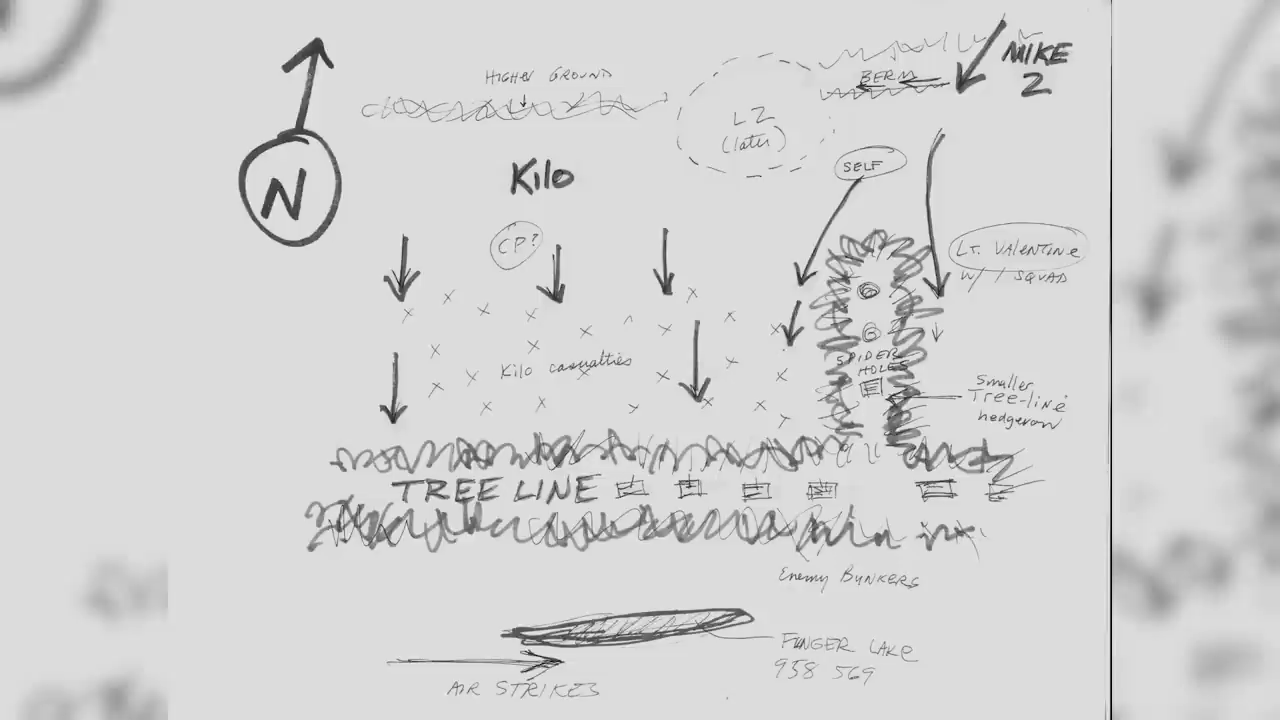 MIKE
2
HIGHER GROUND
BERM
LZ
(later)
N
Kilo
SELF
CP?
LT. VALENTINE
W/ 1 SQUAD
Kilo casualties
SPIDER
HOLES
Smaller
Tree-line
hedgerow
TREE LINE
Enemy BUNKERS
FINGER LAKE
958 569
AIR STRIKES